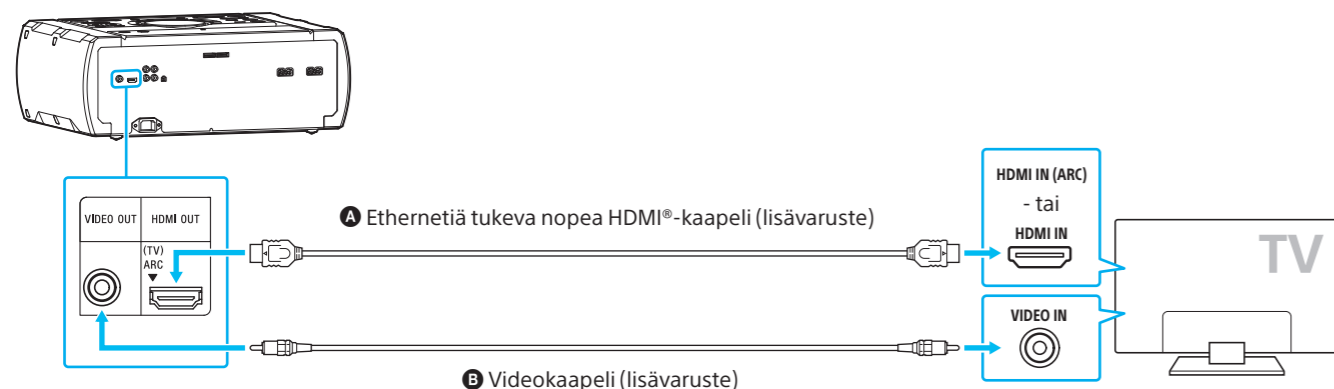 VIDEO OUT
HDMI OUT
(TV)
ARC
Ⓐ Ethernetiä tukeva nopea HDMI®-kaapeli (lisävaruste)
HDMI IN (ARC)
- tai
HDMI IN
TV
VIDEO IN
Ⓑ Videokaapeli (lisävaruste)